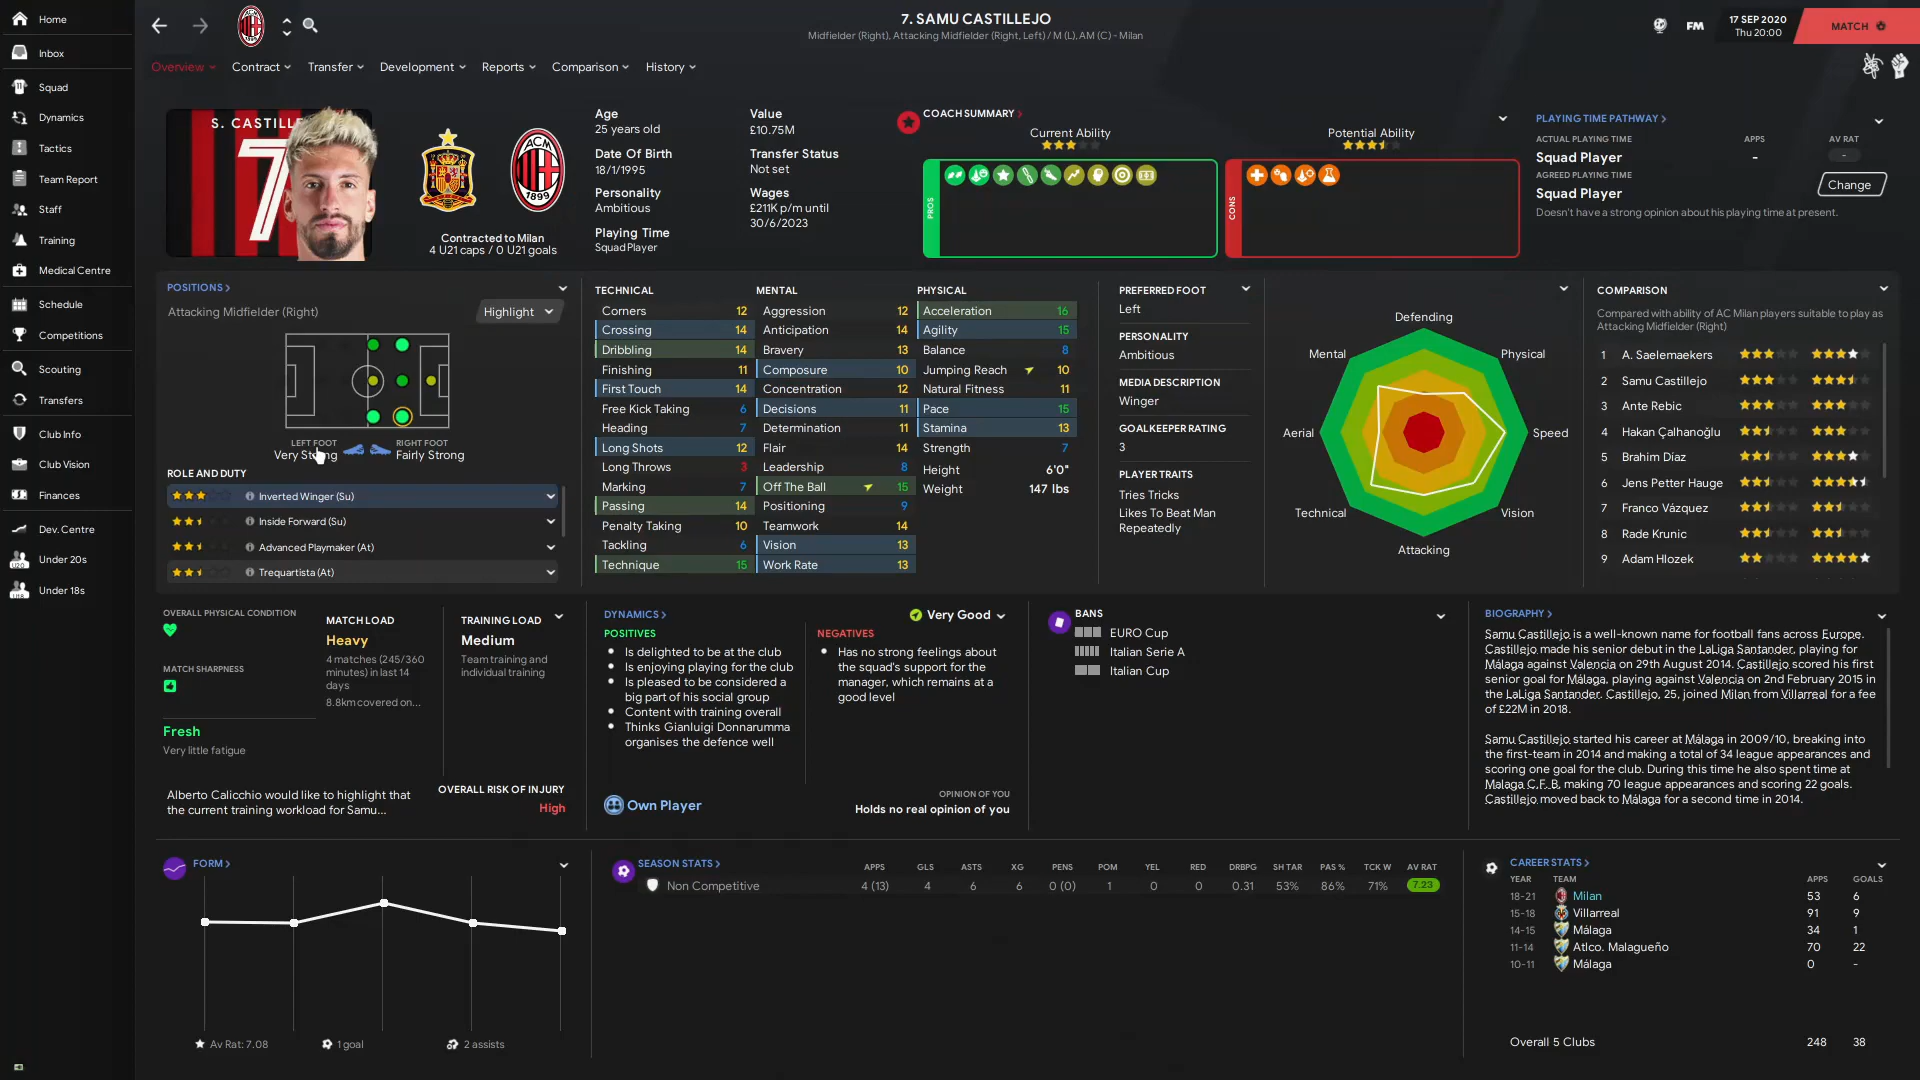 Home
Inbox
Squad
Dynamics
Tactics
Team Report
Staff
Training
Medical Centre
Schedule
Competitions
Scouting
Transfers
Club Info
Club Vision
Finances
Dev. Centre
Under 20s
Under 18s
7. SAMU CASTILLEJO
Midfielder (Right), Attacking Midfielder (Right, Left) / M (L), AM (C) - Milan
FM
17 SEP 2020
Thu 20:00
MATCH
Overview
Contract
Transfer
Development
Reports
Comparison
History
S. CASTILLE
7
ACM
1899
Contracted to Milan
4 U21 caps / 0 U21 goals
Age
25 years old
Date Of Birth
18/1/1995
Personality
Ambitious
Playing Time
Squad Player
Value
£10.75M
Transfer Status
Not set
Wages
£211K p/m until
30/6/2023
COACH SUMMARY >
Current Ability
PROS
Potential Ability
CONS
PLAYING TIME PATHWAY >
ACTUAL PLAYING TIME APPS AV RAT
Squad Player - -
AGREED PLAYING TIME
Squad Player
Change
Doesn't have a strong opinion about his playing time at present.
POSITIONS >
Attacking Midfielder (Right)
Highlight
LEFT FOOT
Very Strong
RIGHT FOOT
Fairly Strong
ROLE AND DUTY
Inverted Winger (Su)
Inside Forward (Su)
Advanced Playmaker (At)
Trequartista (At)
TECHNICAL
Corners 12
Crossing 14
Dribbling 14
Finishing 11
First Touch 14
Free Kick Taking 6
Heading 7
Long Shots 12
Long Throws 3
Marking 7
Passing 14
Penalty Taking 10
Tackling 6
Technique 15
MENTAL
Aggression 12
Anticipation 14
Bravery 13
Composure 10
Concentration 12
Decisions 11
Determination 11
Flair 14
Leadership 8
Off The Ball 15
Positioning 9
Teamwork 14
Vision 13
Work Rate 13
PHYSICAL
Acceleration 16
Agility 15
Balance 8
Jumping Reach 10
Natural Fitness 11
Pace 15
Stamina 13
Strength 7
Height 6'0"
Weight 147 lbs
PREFERRED FOOT
Left
PERSONALITY
Ambitious
MEDIA DESCRIPTION
Winger
GOALKEEPER RATING
3
PLAYER TRAITS
Tries Tricks
Likes To Beat Man
Repeatedly
Defending
Mental
Physical
Aerial
Speed
Technical
Vision
Attacking
COMPARISON
Compared with ability of AC Milan players suitable to play as
Attacking Midfielder (Right)
1 A. Saelemaekers
2 Samu Castillejo
3 Ante Rebic
4 Hakan Çalhanoğlu
5 Brahim Díaz
6 Jens Petter Hauge
7 Franco Vázquez
8 Rade Krunic
9 Adam Hlozek
OVERALL PHYSICAL CONDITION
MATCH SHARPNESS
Fresh
Very little fatigue
MATCH LOAD
Heavy
4 matches (245/360
minutes) in last 14
days
8.8km covered on...
TRAINING LOAD
Medium
Team training and
individual training
Alberto Calicchio would like to highlight that
the current training workload for Samu...
OVERALL RISK OF INJURY
High
DYNAMICS >
Very Good
POSITIVES
Is delighted to be at the club
Is enjoying playing for the club
Is pleased to be considered a
big part of his social group
Content with training overall
Thinks Gianluigi Donnarumma
organises the defence well
NEGATIVES
Has no strong feelings about
the squad's support for the
manager, which remains at a
good level
Own Player
OPINION OF YOU
Holds no real opinion of you
BANS
EURO Cup
Italian Serie A
Italian Cup
BIOGRAPHY >
Samu Castillejo is a well-known name for football fans across Europe.
Castillejo made his senior debut in the LaLiga Santander, playing for
Málaga against Valencia on 29th August 2014. Castillejo scored his first
senior goal for Málaga, playing against Valencia on 2nd February 2015 in
the LaLiga Santander. Castillejo, 25, joined Milan from Villarreal for a fee
of £22M in 2018.
Samu Castillejo started his career at Málaga in 2009/10, breaking into
the first-team in 2014 and making a total of 34 league appearances and
scoring one goal for the club. During this time he also spent time at
Malaga C.F. B, making 70 league appearances and scoring 22 goals.
Castillejo moved back to Málaga for a second time in 2014.
FORM >
Av Rat: 7.08
1 goal
2 assists
SEASON STATS > APPS GLS ASTS XG PENS POM YEL RED DRBPG SH TAR PAS % TCK W AV RAT
Non Competitive 4 (13) 4 6 6 0 (0) 1 0 0 0.31 53% 86% 71% 7.23
CAREER STATS >
YEAR TEAM APPS GOALS
18-21 Milan 53 6
15-18 Villarreal 91 9
14-15 Málaga 34 1
11-14 Atlco. Malagueño 70 22
10-11 Málaga 0 -
Overall 5 Clubs 248 38